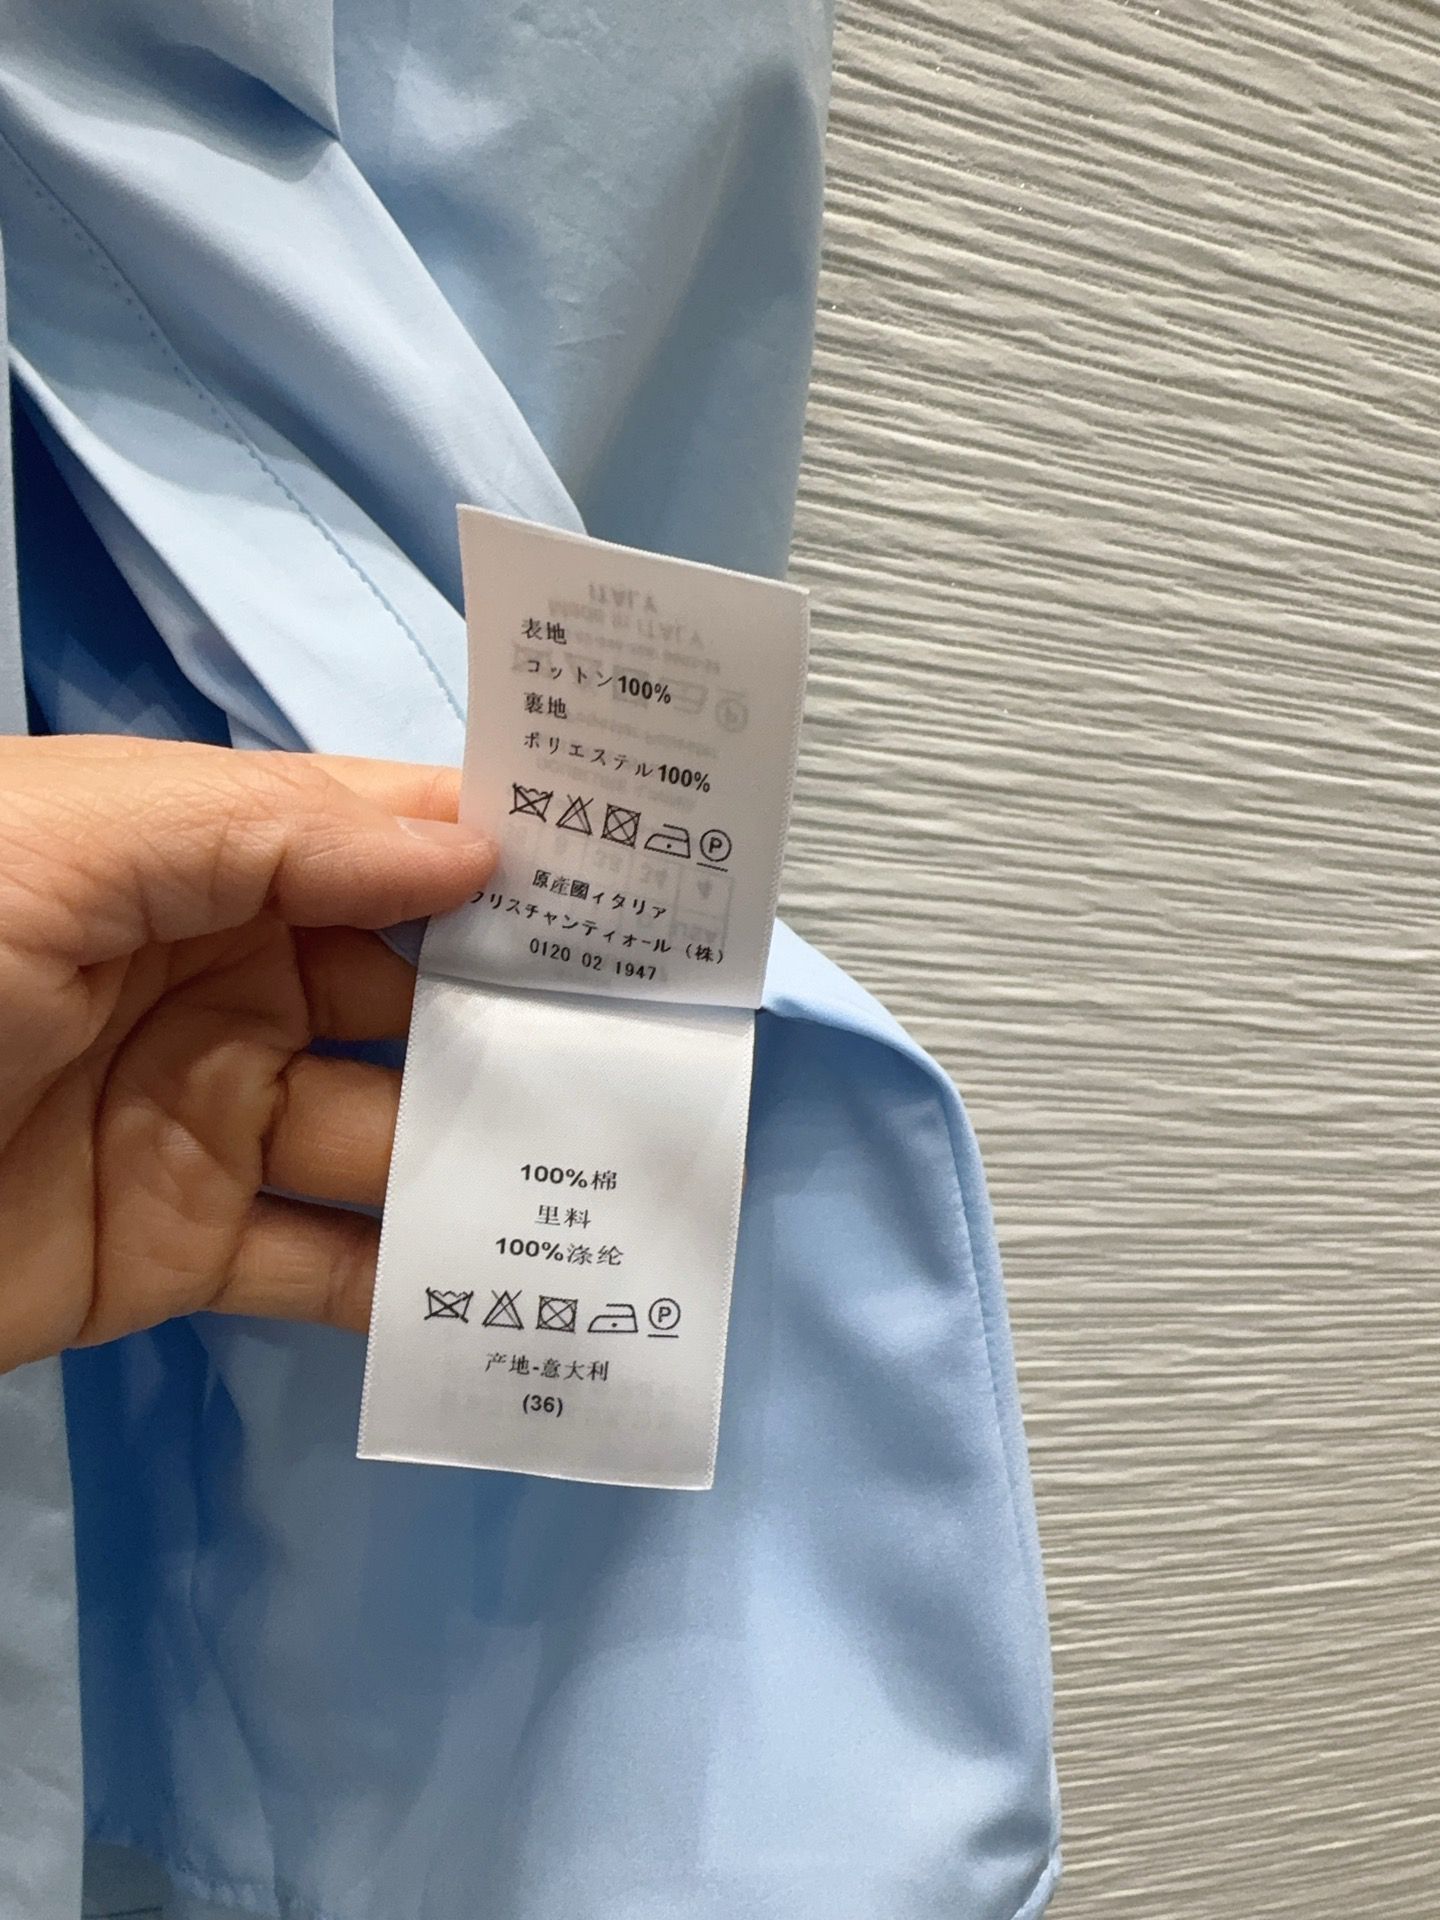 表地
コットン100%
裏地
ポリエステル100%
P
原産國イタリア
クリスチャンティオール（株）
0120 02 1947
100%棉
里料
100%涤纶
P
产地-意大利
(36)